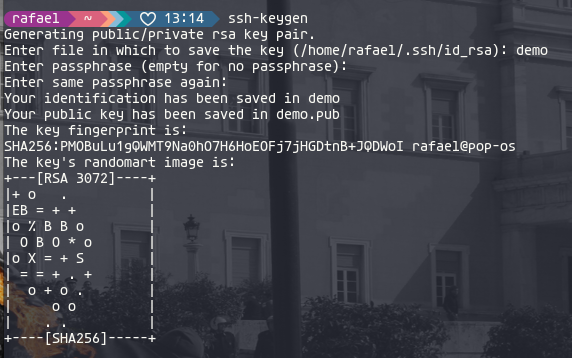 rafael ~ ♡ 13:14 ssh-keygen
Generating public/private rsa key pair.
Enter file in which to save the key (/home/rafael/.ssh/id_rsa): demo
Enter passphrase (empty for no passphrase):
Enter same passphrase again:
Your identification has been saved in demo
Your public key has been saved in demo.pub
The key fingerprint is:
SHA256:PMOBuLu1gQWMT9Na0hO7H6HoEOFj7jHGDtnB+JQDWoI rafael@pop-os
The key's randomart image is:
+---[RSA 3072]----+
|+ o   .          |
|EB = + +         |
|o % B B o        |
| O B O * o       |
|o X = + S        |
| = = + . +       |
|  o + o .        |
|     o o         |
|    . .          |
+----[SHA256]-----+